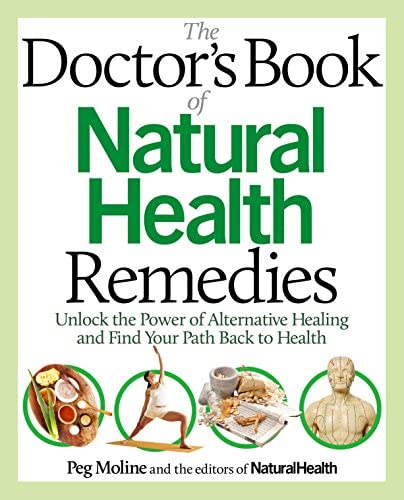 The
Doctor's Book
of
Natural
Health
Remedies
Unlock the Power of Alternative Healing
and Find Your Path Back to Health
Peg Moline and the editors of NaturalHealth